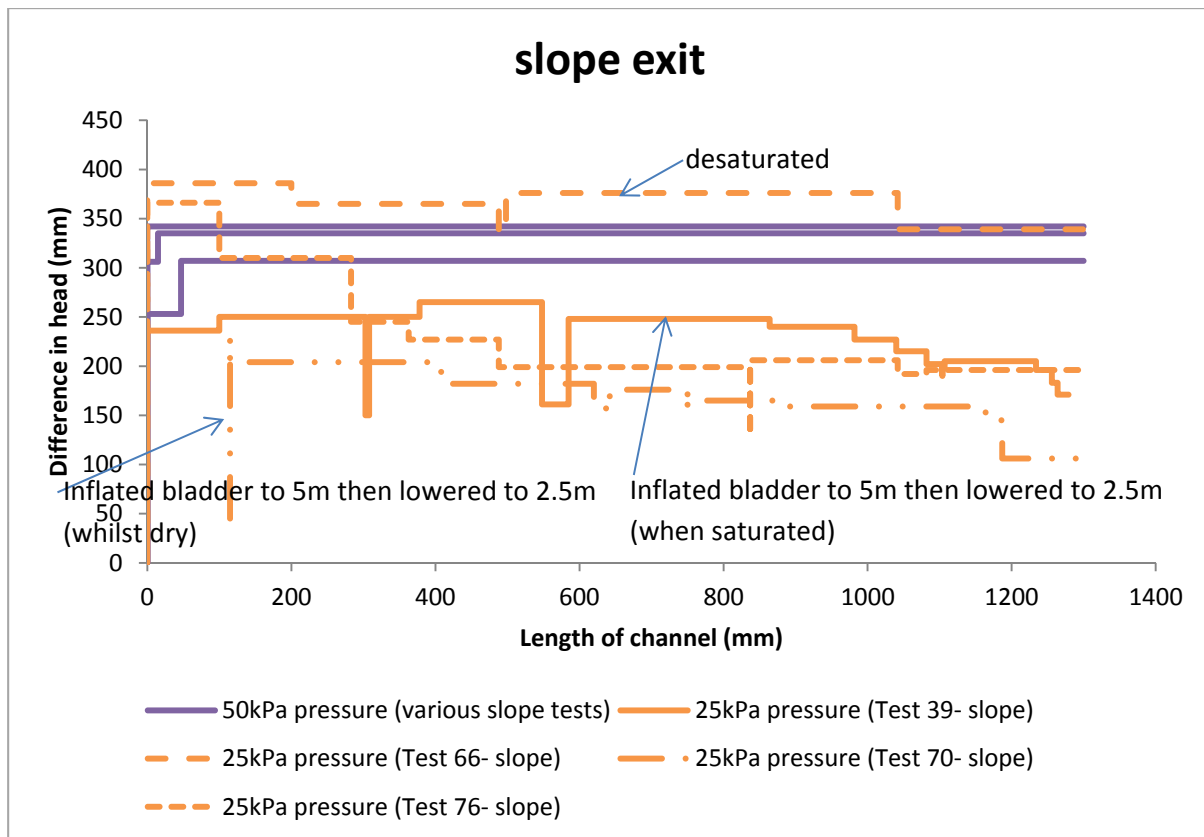 slope exit
450
400
350
300
250
200
150
100
50
0
Difference in head (mm)
desaturated
Inflated bladder to 5m then lowered to 2.5m
(whilst dry)
Inflated bladder to 5m then lowered to 2.5m
(when saturated)
0 200 400 600 800 1000 1200 1400
Length of channel (mm)
50kPa pressure (various slope tests) 25kPa pressure (Test 39- slope)
25kPa pressure (Test 66- slope) 25kPa pressure (Test 70- slope)
25kPa pressure (Test 76- slope)